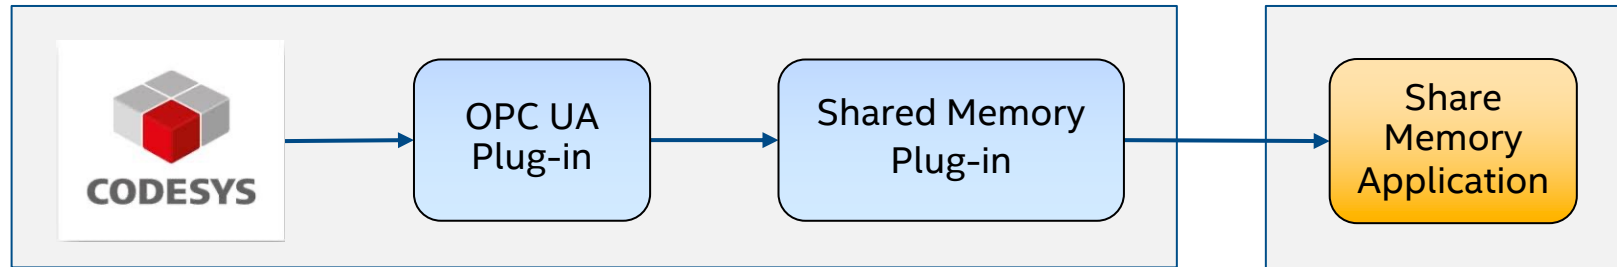 CODESYS
OPC UA
Plug-in
Shared Memory
Plug-in
Share
Memory
Application